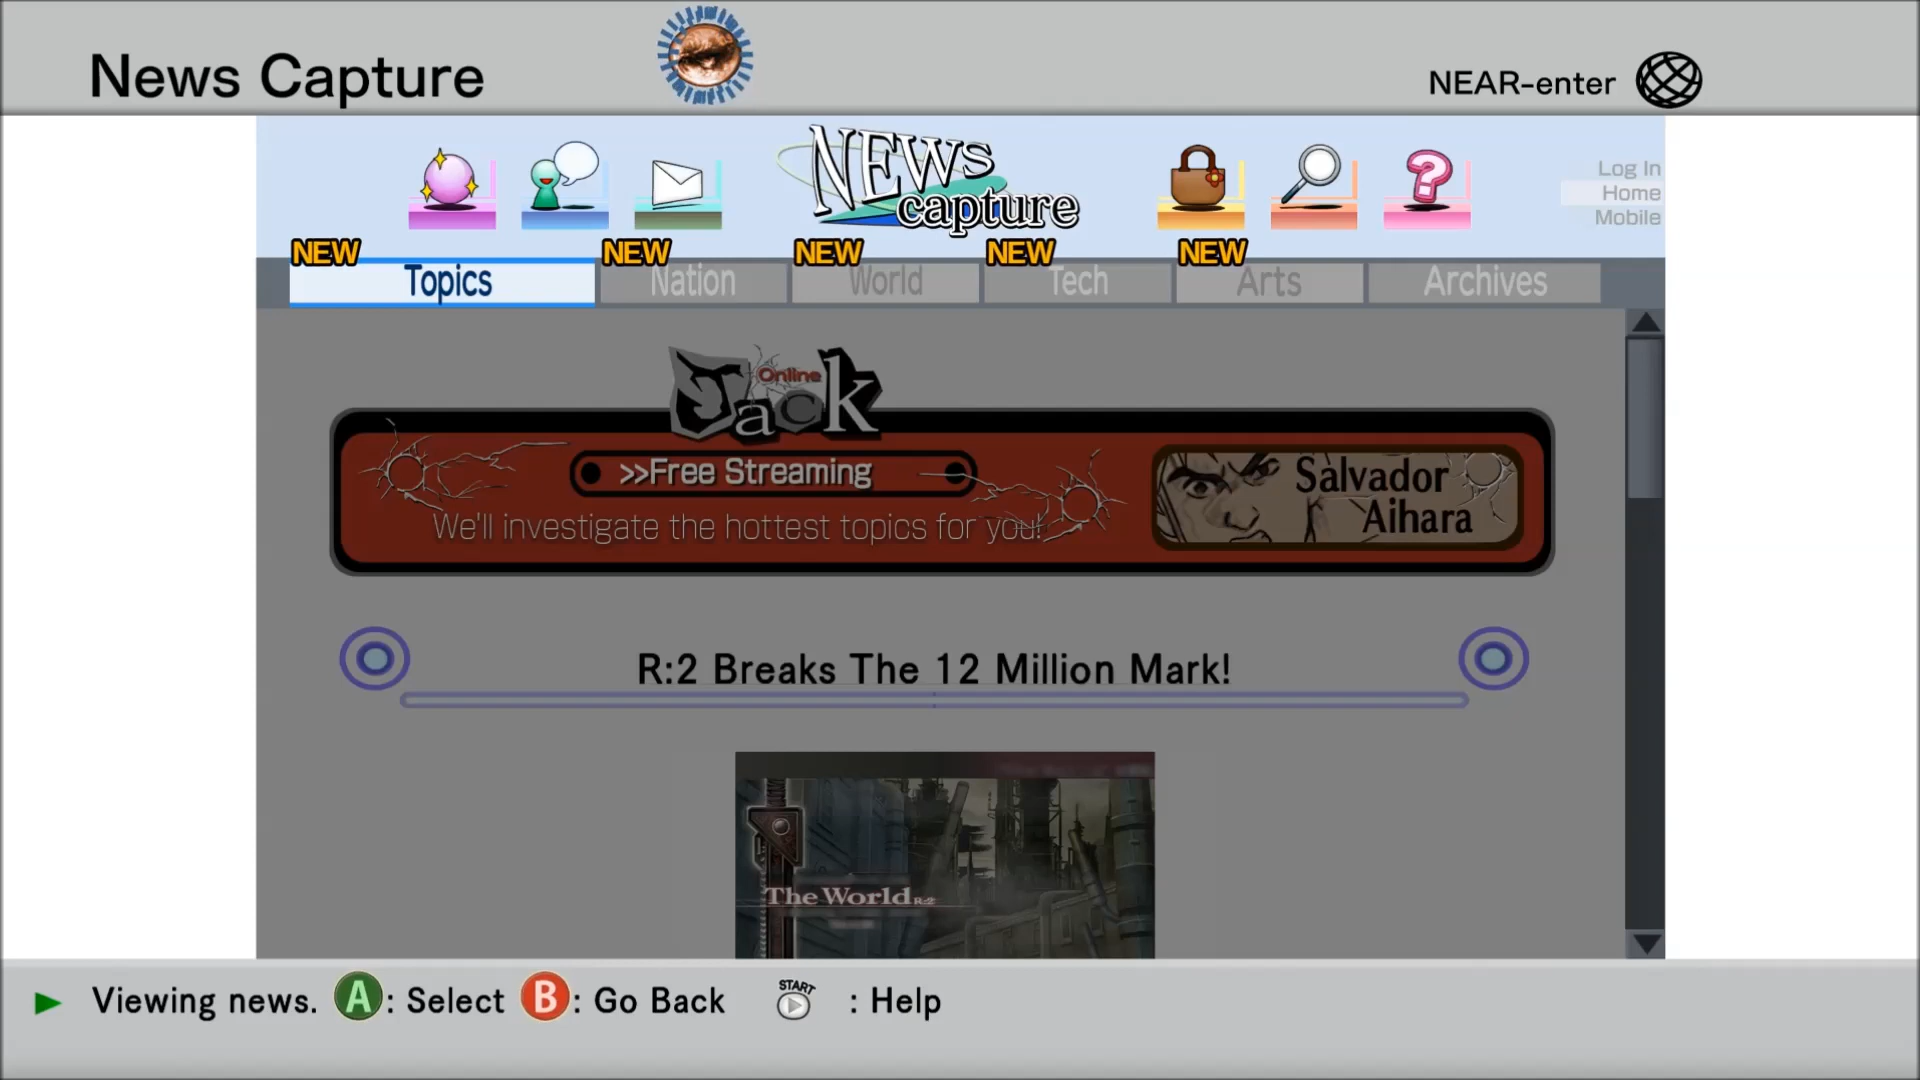 News Capture
NEAR-enter
NEWS
capture
Log In
Home
Mobile
NEW
NEW
NEW
NEW
NEW
Topics
Nation
World
Tech
Arts
Archives
Online
Jack
>>Free Streaming
We'll investigate the hottest topics for you!
Salvador
Aihara
R:2 Breaks The 12 Million Mark!
The World R:2
Viewing news. A : Select B : Go Back START : Help